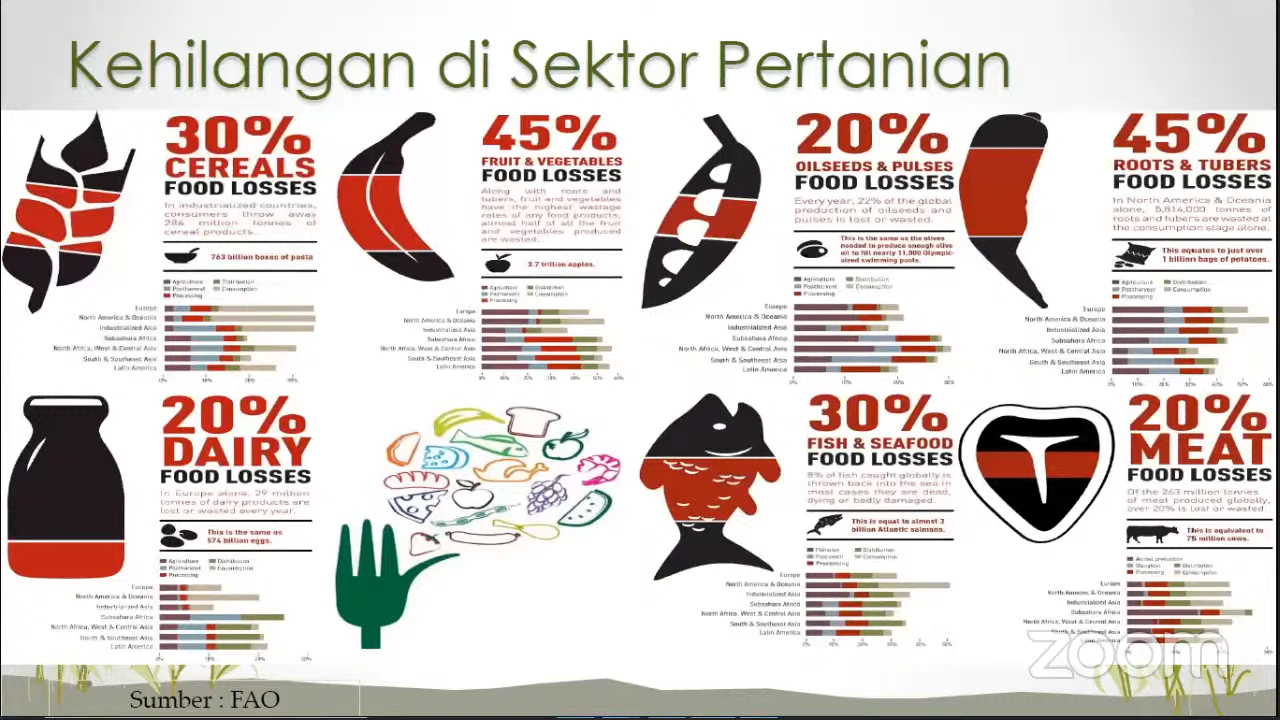 Kehilangan di Sektor Pertanian
30%
CEREALS
FOOD LOSSES
In industrialized countries,
consumers throw away
286 million tonnes of
cereal products.
763 billion boxes of pasta
Agriculture
Distribution
Postharvest
Consumption
Processing
Europe
North America & Oceania
Industrialized Asia
Subsahara Africa
North Africa, West & Central Asia
South & Southeast Asia
Latin America
45%
FRUIT & VEGETABLES
FOOD LOSSES
Along with roots and
tubers, fruit and vegetables
have the highest wastage
rates of any food products,
almost half of all the fruit
and vegetables produced
are wasted.
3.7 trillion apples.
Agriculture
Distribution
Postharvest
Consumption
Processing
Europe
North America & Oceania
Industrialized Asia
Subsahara Africa
North Africa, West & Central Asia
South & Southeast Asia
Latin America
20%
OILSEEDS & PULSES
FOOD LOSSES
Every year, 22% of the global
production of oilseeds and
pulses is lost or wasted.
This is the same as the olives
needed to produce enough olive
oil to fill nearly 11,000 Olympic-
sized swimming pools.
Agriculture
Distribution
Postharvest
Consumption
Processing
Europe
North America & Oceania
Industrialized Asia
Subsahara Africa
North Africa, West & Central Asia
South & Southeast Asia
Latin America
45%
ROOTS & TUBERS
FOOD LOSSES
In North America & Oceania
alone, 5,814,000 tonnes of
roots and tubers are wasted at
the consumption stage alone.
This equates to just over
1 billion bags of potatoes.
Agriculture
Distribution
Postharvest
Consumption
Processing
Europe
North America & Oceania
Industrialized Asia
Subsahara Africa
North Africa, West & Central Asia
South & Southeast Asia
Latin America
20%
DAIRY
FOOD LOSSES
In Europe alone, 29 million
tonnes of dairy products are
lost or wasted every year.
This is the same as
574 billion eggs.
Agriculture
Distribution
Postharvest
Consumption
Processing
Europe
North America & Oceania
Industrialized Asia
Subsahara Africa
North Africa, West & Central Asia
South & Southeast Asia
Latin America
30%
FISH & SEAFOOD
FOOD LOSSES
8% of fish caught globally is
thrown back into the sea. In
most cases they are dead,
dying or badly damaged.
This is equal to almost 3
billion Atlantic salmons.
Fisheries
Distribution
Postcatch
Consumption
Processing
Europe
North America & Oceania
Industrialized Asia
Subsahara Africa
North Africa, West & Central Asia
South & Southeast Asia
Latin America
20%
MEAT
FOOD LOSSES
Of the 263 million tonnes
of meat produced globally,
over 20% is lost or wasted.
This is equivalent to
75 million cows.
Animal production
Slaughter
Distribution
Processing
Consumption
Europe
North America & Oceania
Industrialized Asia
Subsahara Africa
North Africa, West & Central Asia
South & Southeast Asia
zoom
Sumber : FAO